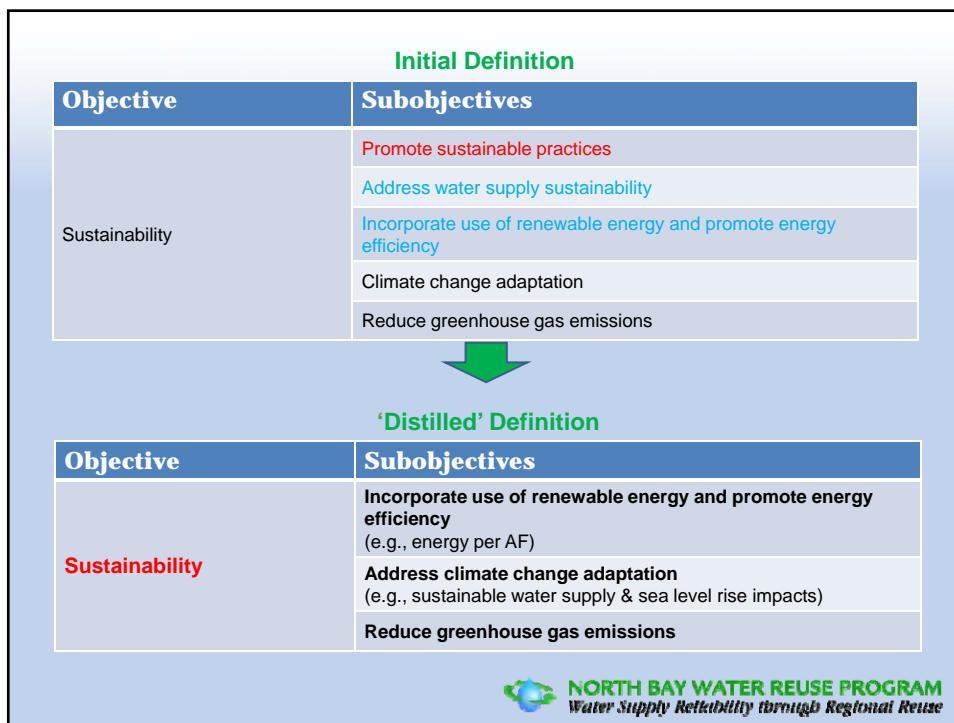 Initial Definition
Objective Subobjectives
Sustainability
Promote sustainable practices
Address water supply sustainability
Incorporate use of renewable energy and promote energy
efficiency
Climate change adaptation
Reduce greenhouse gas emissions
‘Distilled’ Definition
Objective Subobjectives
Sustainability
Incorporate use of renewable energy and promote energy
efficiency
(e.g., energy per AF)
Address climate change adaptation
(e.g., sustainable water supply & sea level rise impacts)
Reduce greenhouse gas emissions
NORTH BAY WATER REUSE PROGRAM
Water Supply Reliability through Regional Reuse